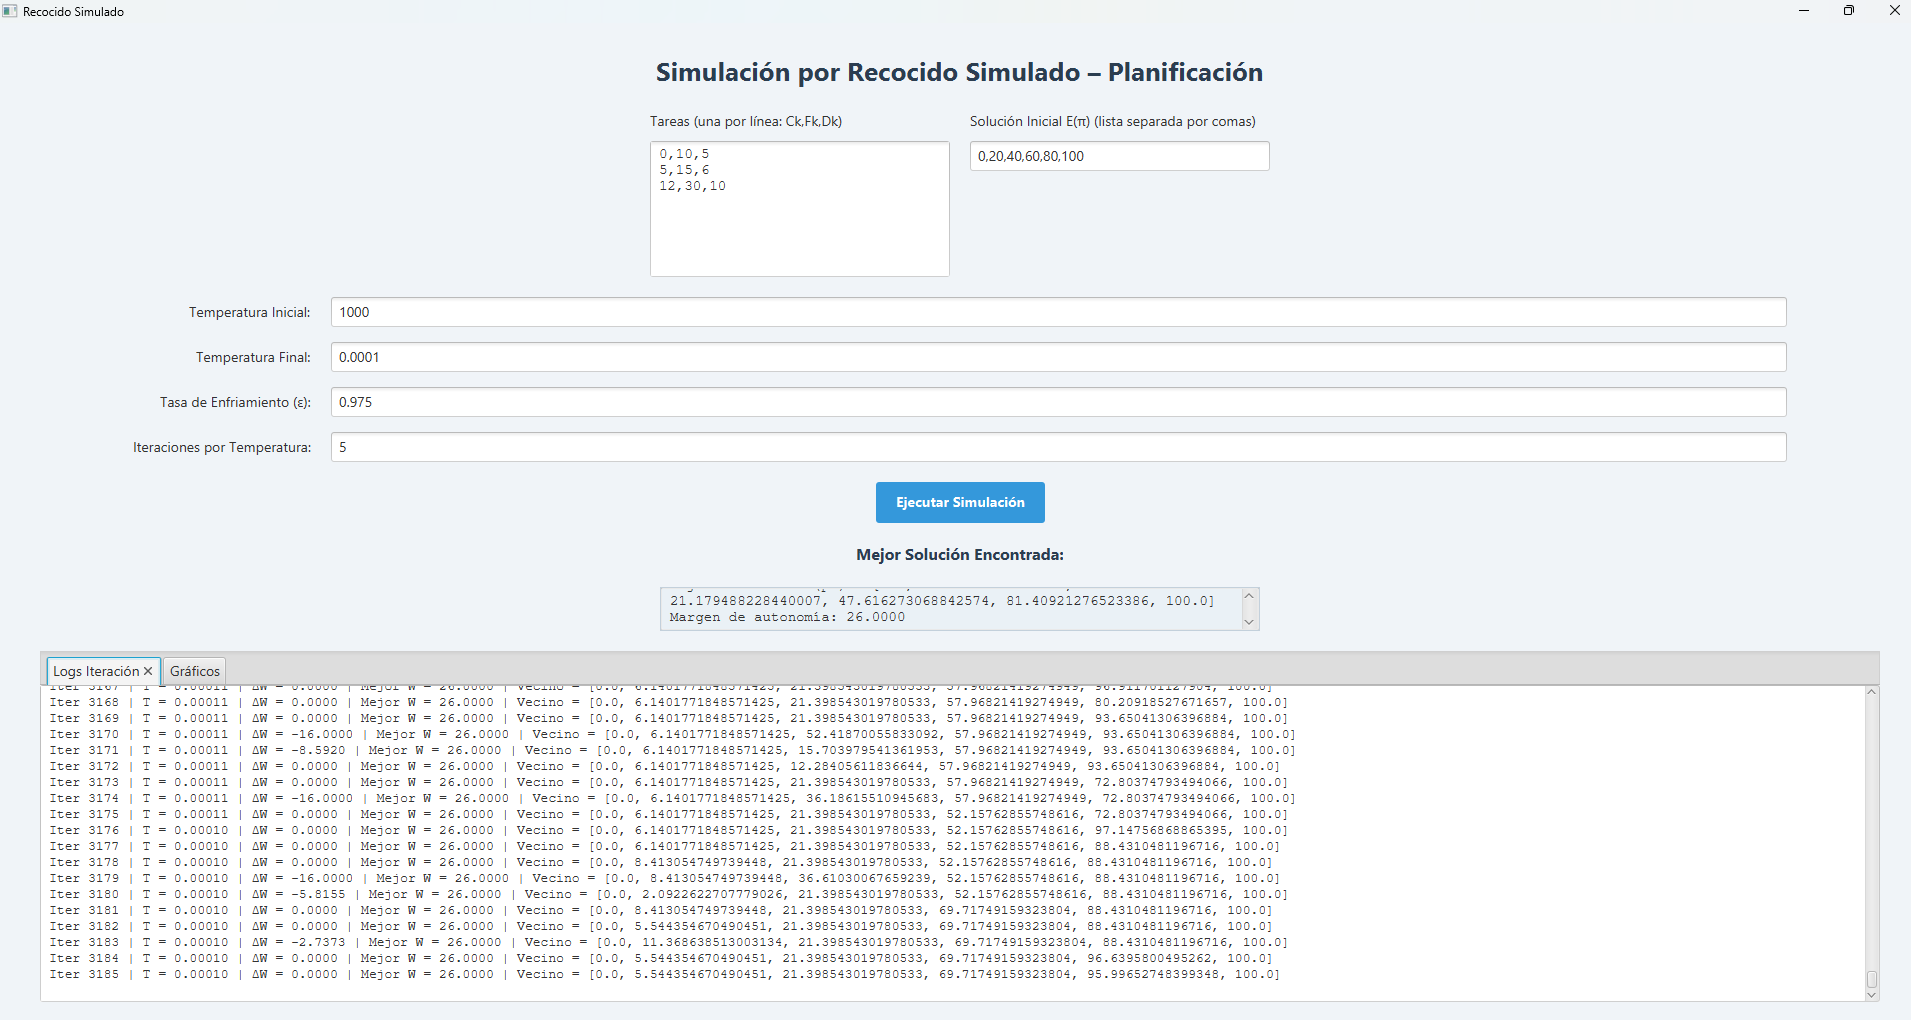 Recocido Simulado
Simulación por Recocido Simulado – Planificación
Tareas (una por línea: Ck,Fk,Dk)
Solución Inicial E(π) (lista separada por comas)
0,10,5
5,15,6
12,30,10
0,20,40,60,80,100
Temperatura Inicial:
1000
Temperatura Final:
0.0001
Tasa de Enfriamiento (ε):
0.975
Iteraciones por Temperatura:
5
Ejecutar Simulación
Mejor Solución Encontrada:
21.179488228440007, 47.616273068842574, 81.40921276523386, 100.0]
Margen de autonomía: 26.0000
Logs Iteración
Gráficos
Iter 3167 | T = 0.00011 | ΔW = 0.0000 | Mejor W = 26.0000 | Vecino = [0.0, 6.1401771848571425, 21.398543019780533, 57.96821419274949, 96.911701127904, 100.0]
Iter 3168 | T = 0.00011 | ΔW = 0.0000 | Mejor W = 26.0000 | Vecino = [0.0, 6.1401771848571425, 21.398543019780533, 57.96821419274949, 80.20918527671657, 100.0]
Iter 3169 | T = 0.00011 | ΔW = 0.0000 | Mejor W = 26.0000 | Vecino = [0.0, 6.1401771848571425, 21.398543019780533, 57.96821419274949, 93.65041306396884, 100.0]
Iter 3170 | T = 0.00011 | ΔW = -16.0000 | Mejor W = 26.0000 | Vecino = [0.0, 6.1401771848571425, 52.41870055833092, 57.96821419274949, 93.65041306396884, 100.0]
Iter 3171 | T = 0.00011 | ΔW = -8.5920 | Mejor W = 26.0000 | Vecino = [0.0, 6.1401771848571425, 15.703979541361953, 57.96821419274949, 93.65041306396884, 100.0]
Iter 3172 | T = 0.00011 | ΔW = 0.0000 | Mejor W = 26.0000 | Vecino = [0.0, 6.1401771848571425, 12.28405611836644, 57.96821419274949, 93.65041306396884, 100.0]
Iter 3173 | T = 0.00011 | ΔW = 0.0000 | Mejor W = 26.0000 | Vecino = [0.0, 6.1401771848571425, 21.398543019780533, 57.96821419274949, 72.80374793494066, 100.0]
Iter 3174 | T = 0.00011 | ΔW = -16.0000 | Mejor W = 26.0000 | Vecino = [0.0, 6.1401771848571425, 36.18615510945683, 57.96821419274949, 72.80374793494066, 100.0]
Iter 3175 | T = 0.00011 | ΔW = 0.0000 | Mejor W = 26.0000 | Vecino = [0.0, 6.1401771848571425, 21.398543019780533, 52.15762855748616, 72.80374793494066, 100.0]
Iter 3176 | T = 0.00010 | ΔW = 0.0000 | Mejor W = 26.0000 | Vecino = [0.0, 6.1401771848571425, 21.398543019780533, 52.15762855748616, 97.14756868865395, 100.0]
Iter 3177 | T = 0.00010 | ΔW = 0.0000 | Mejor W = 26.0000 | Vecino = [0.0, 6.1401771848571425, 21.398543019780533, 52.15762855748616, 88.4310481196716, 100.0]
Iter 3178 | T = 0.00010 | ΔW = 0.0000 | Mejor W = 26.0000 | Vecino = [0.0, 8.413054749739448, 21.398543019780533, 52.15762855748616, 88.4310481196716, 100.0]
Iter 3179 | T = 0.00010 | ΔW = -16.0000 | Mejor W = 26.0000 | Vecino = [0.0, 8.413054749739448, 36.61030067659239, 52.15762855748616, 88.4310481196716, 100.0]
Iter 3180 | T = 0.00010 | ΔW = -5.8155 | Mejor W = 26.0000 | Vecino = [0.0, 2.0922622707779026, 21.398543019780533, 52.15762855748616, 88.4310481196716, 100.0]
Iter 3181 | T = 0.00010 | ΔW = 0.0000 | Mejor W = 26.0000 | Vecino = [0.0, 8.413054749739448, 21.398543019780533, 69.71749159323804, 88.4310481196716, 100.0]
Iter 3182 | T = 0.00010 | ΔW = 0.0000 | Mejor W = 26.0000 | Vecino = [0.0, 5.544354670490451, 21.398543019780533, 69.71749159323804, 88.4310481196716, 100.0]
Iter 3183 | T = 0.00010 | ΔW = -2.7373 | Mejor W = 26.0000 | Vecino = [0.0, 11.368638513003134, 21.398543019780533, 69.71749159323804, 88.4310481196716, 100.0]
Iter 3184 | T = 0.00010 | ΔW = 0.0000 | Mejor W = 26.0000 | Vecino = [0.0, 5.544354670490451, 21.398543019780533, 69.71749159323804, 96.6395800495262, 100.0]
Iter 3185 | T = 0.00010 | ΔW = 0.0000 | Mejor W = 26.0000 | Vecino = [0.0, 5.544354670490451, 21.398543019780533, 69.71749159323804, 95.99652748399348, 100.0]